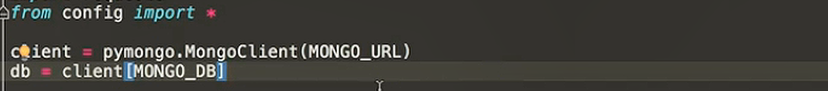 from config import *
client = pymongo.MongoClient(MONGO_URL)
db = client[MONGO_DB]